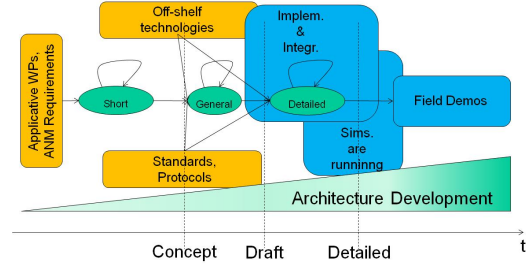 Off-shelf
technologies
Implem.
&
Integr.
Applicative WPs,
ANM Requirements
Short
General
Detailed
Field Demos
Sims.
are
runninng
Standards,
Protocols
Architecture Development
t
Concept
Draft
Detailed